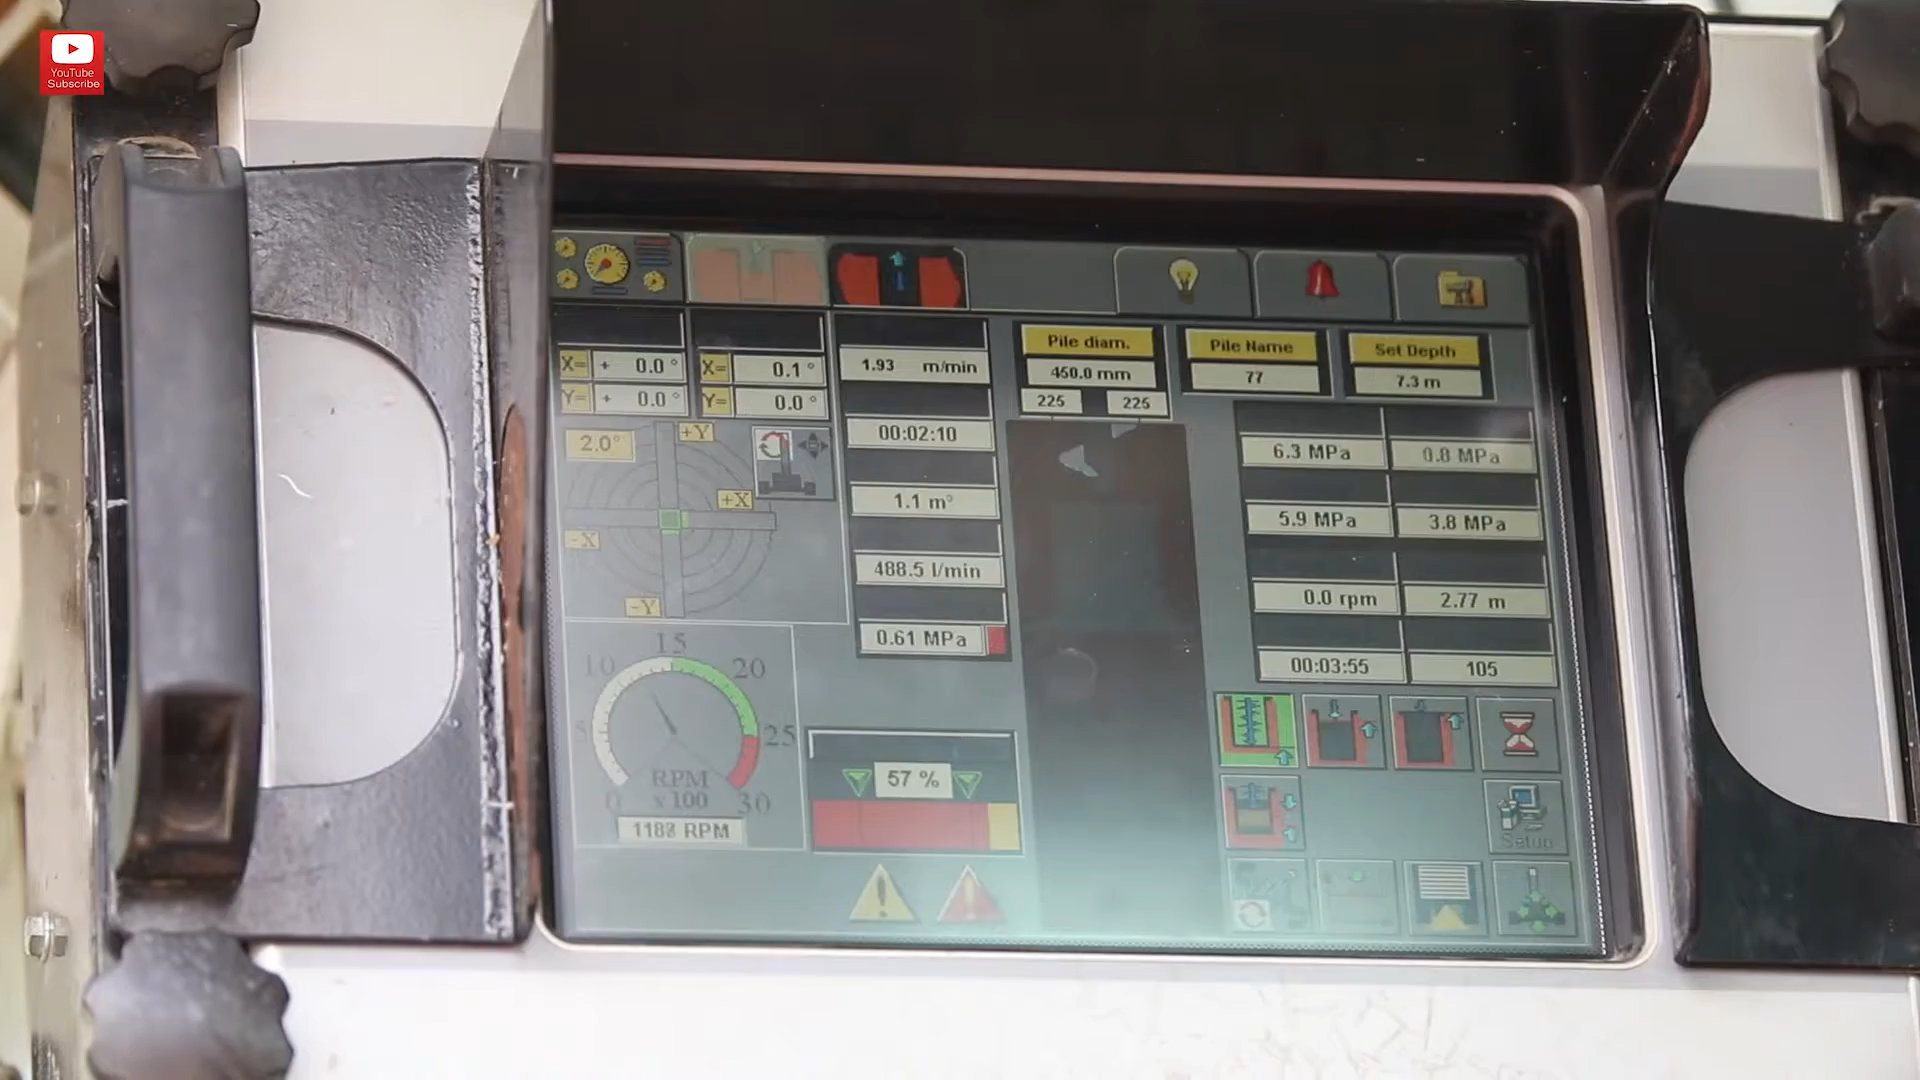 YouTube
Subscribe
X= + 0.0 °
Y= + 0.0 °
X= 0.1 °
Y= 0.0 °
1.93 m/min
00:02:10
1.1 m³
488.5 l/min
0.61 MPa
Pile diam.
450.0 mm
225 225
Pile Name
77
Set Depth
7.3 m
2.0°
+Y
+X
-X
-Y
6.3 MPa 0.8 MPa
5.9 MPa 3.8 MPa
0.0 rpm 2.77 m
00:03:55 105
0 5 10 15 20 25 30
RPM
x 100
RPM
57 %
Setup